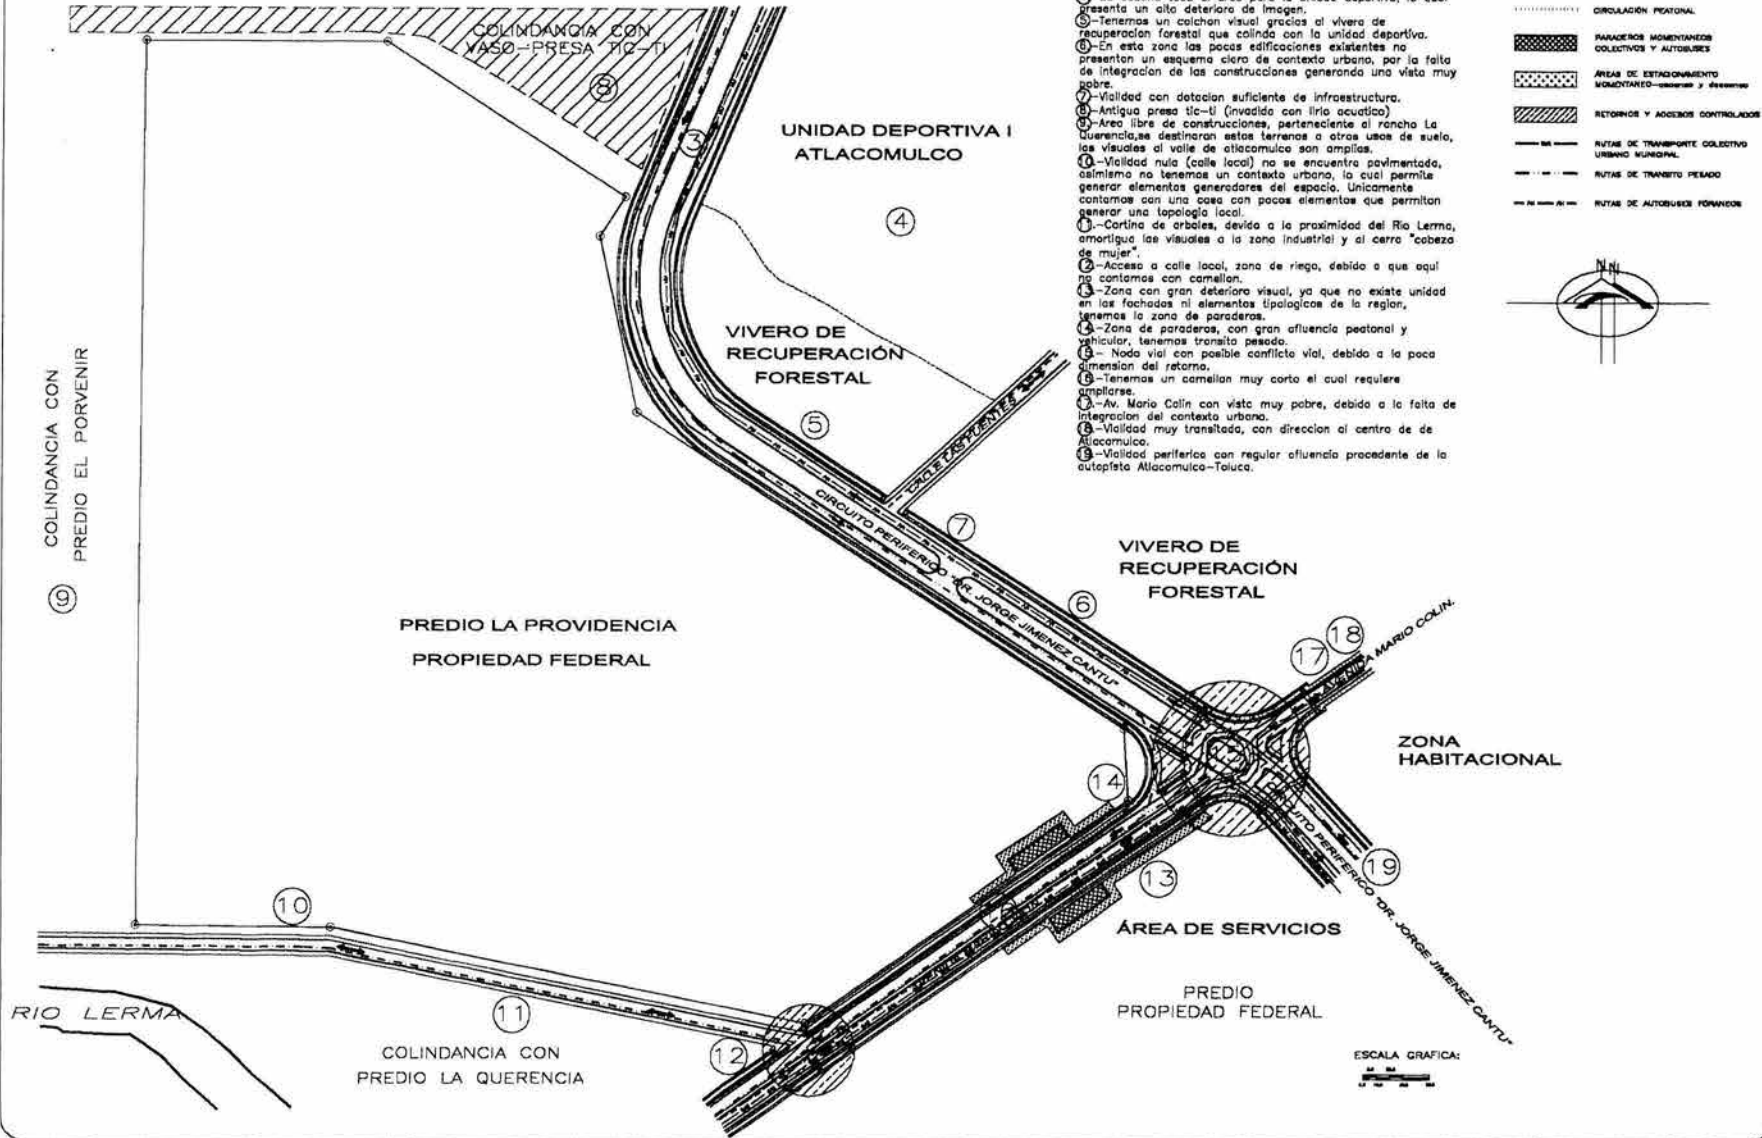 COLINDANCIA CON
VASO-PRESA TIC-TI
8
3
UNIDAD DEPORTIVA I
ATLACOMULCO
4
VIVERO DE
RECUPERACIÓN
FORESTAL
5
CALLE LAS FUENTES
7
CIRCUITO PERIFERICO "DR. JORGE JIMENEZ CANTU"
6
VIVERO DE
RECUPERACIÓN
FORESTAL
COLINDANCIA CON
PREDIO EL PORVENIR
9
PREDIO LA PROVIDENCIA
PROPIEDAD FEDERAL
17
18
AVENIDA MARIO COLIN.
ZONA
HABITACIONAL
14
13
19
CIRCUITO PERIFERICO "DR. JORGE JIMENEZ CANTU"
ÁREA DE SERVICIOS
PREDIO
PROPIEDAD FEDERAL
10
RIO LERMA
11
12
COLINDANCIA CON
PREDIO LA QUERENCIA
ESCALA GRAFICA:
presenta un alto deterioro de imagen.
5-Tenemos un colchon visual gracias al vivero de
recuperacion forestal que colinda con la unidad deportiva.
6-En esta zona las pocas edificaciones existentes no
presentan un esquema claro de contexto urbano, por la falta
de integracion de las construcciones generando una vista muy
pobre.
7-Vialidad con dotacion suficiente de infraestructura.
8-Antigua presa tic-ti (invadida con lirio acuatico)
9-Area libre de construcciones, perteneciente al rancho La
Querencia,se destinaron estos terrenos a otros usos de suelo,
las visuales al valle de atlacomulco son amplias.
10-Vialidad nula (calle local) no se encuentra pavimentada,
asimismo no tenemos un contexto urbano, lo cual permite
generar elementos generadores del espacio. Unicamente
contamos con una casa con pocos elementos que permitan
generar una topologia local.
11.-Cortina de arboles, devido a la proximidad del Rio Lerma,
amortigua las visuales a la zona industrial y al cerro "cabeza
de mujer".
12-Acceso a calle local, zona de riego, debido a que aqui
no contamos con camellon.
13-Zona con gran deterioro visual, ya que no existe unidad
en las fachadas ni elementos tipologicos de la region,
tenemos la zona de paraderos.
14-Zona de paraderos, con gran afluencia peatonal y
vehicular, tenemos transito pesado.
15- Nodo vial con posible conflicto vial, debido a la poca
dimension del retorno.
16-Tenemos un camellon muy corto el cual requiere
ampliarse.
17.-Av. Mario Colin con vista muy pobre, debido a la falta de
integracion del contexto urbano.
18-Vialidad muy transitada, con direccion al centro de de
Atlacomulco.
19-Vialidad periferica con regular afluencia procedente de la
autopista Atlacomulco-Toluca.
CIRCULACIÓN PEATONAL
PARADEROS MOMENTANEOS
COLECTIVOS Y AUTOBUSES
ÁREAS DE ESTACIONAMIENTO
MOMENTANEO-ascenso y descenso
RETORNOS Y ACCESOS CONTROLADOS
RUTAS DE TRANSPORTE COLECTIVO
URBANO MUNICIPAL
RUTAS DE TRANSITO PESADO
RUTAS DE AUTOBUSES FORANEOS
N N